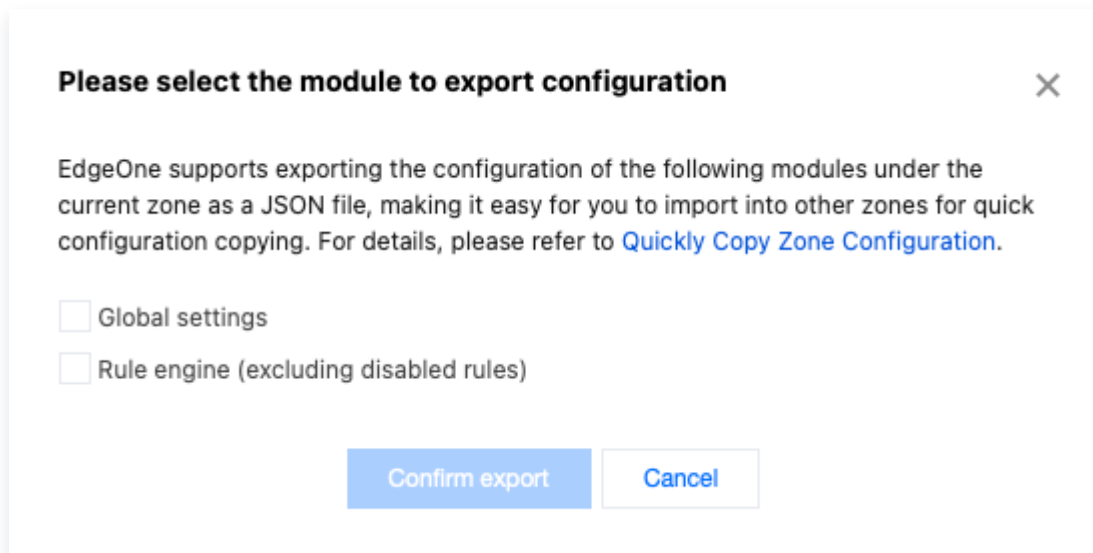 Please select the module to export configuration
EdgeOne supports exporting the configuration of the following modules under the
current zone as a JSON file, making it easy for you to import into other zones for quick
configuration copying. For details, please refer to Quickly Copy Zone Configuration.
Global settings
Rule engine (excluding disabled rules)
Confirm export
Cancel